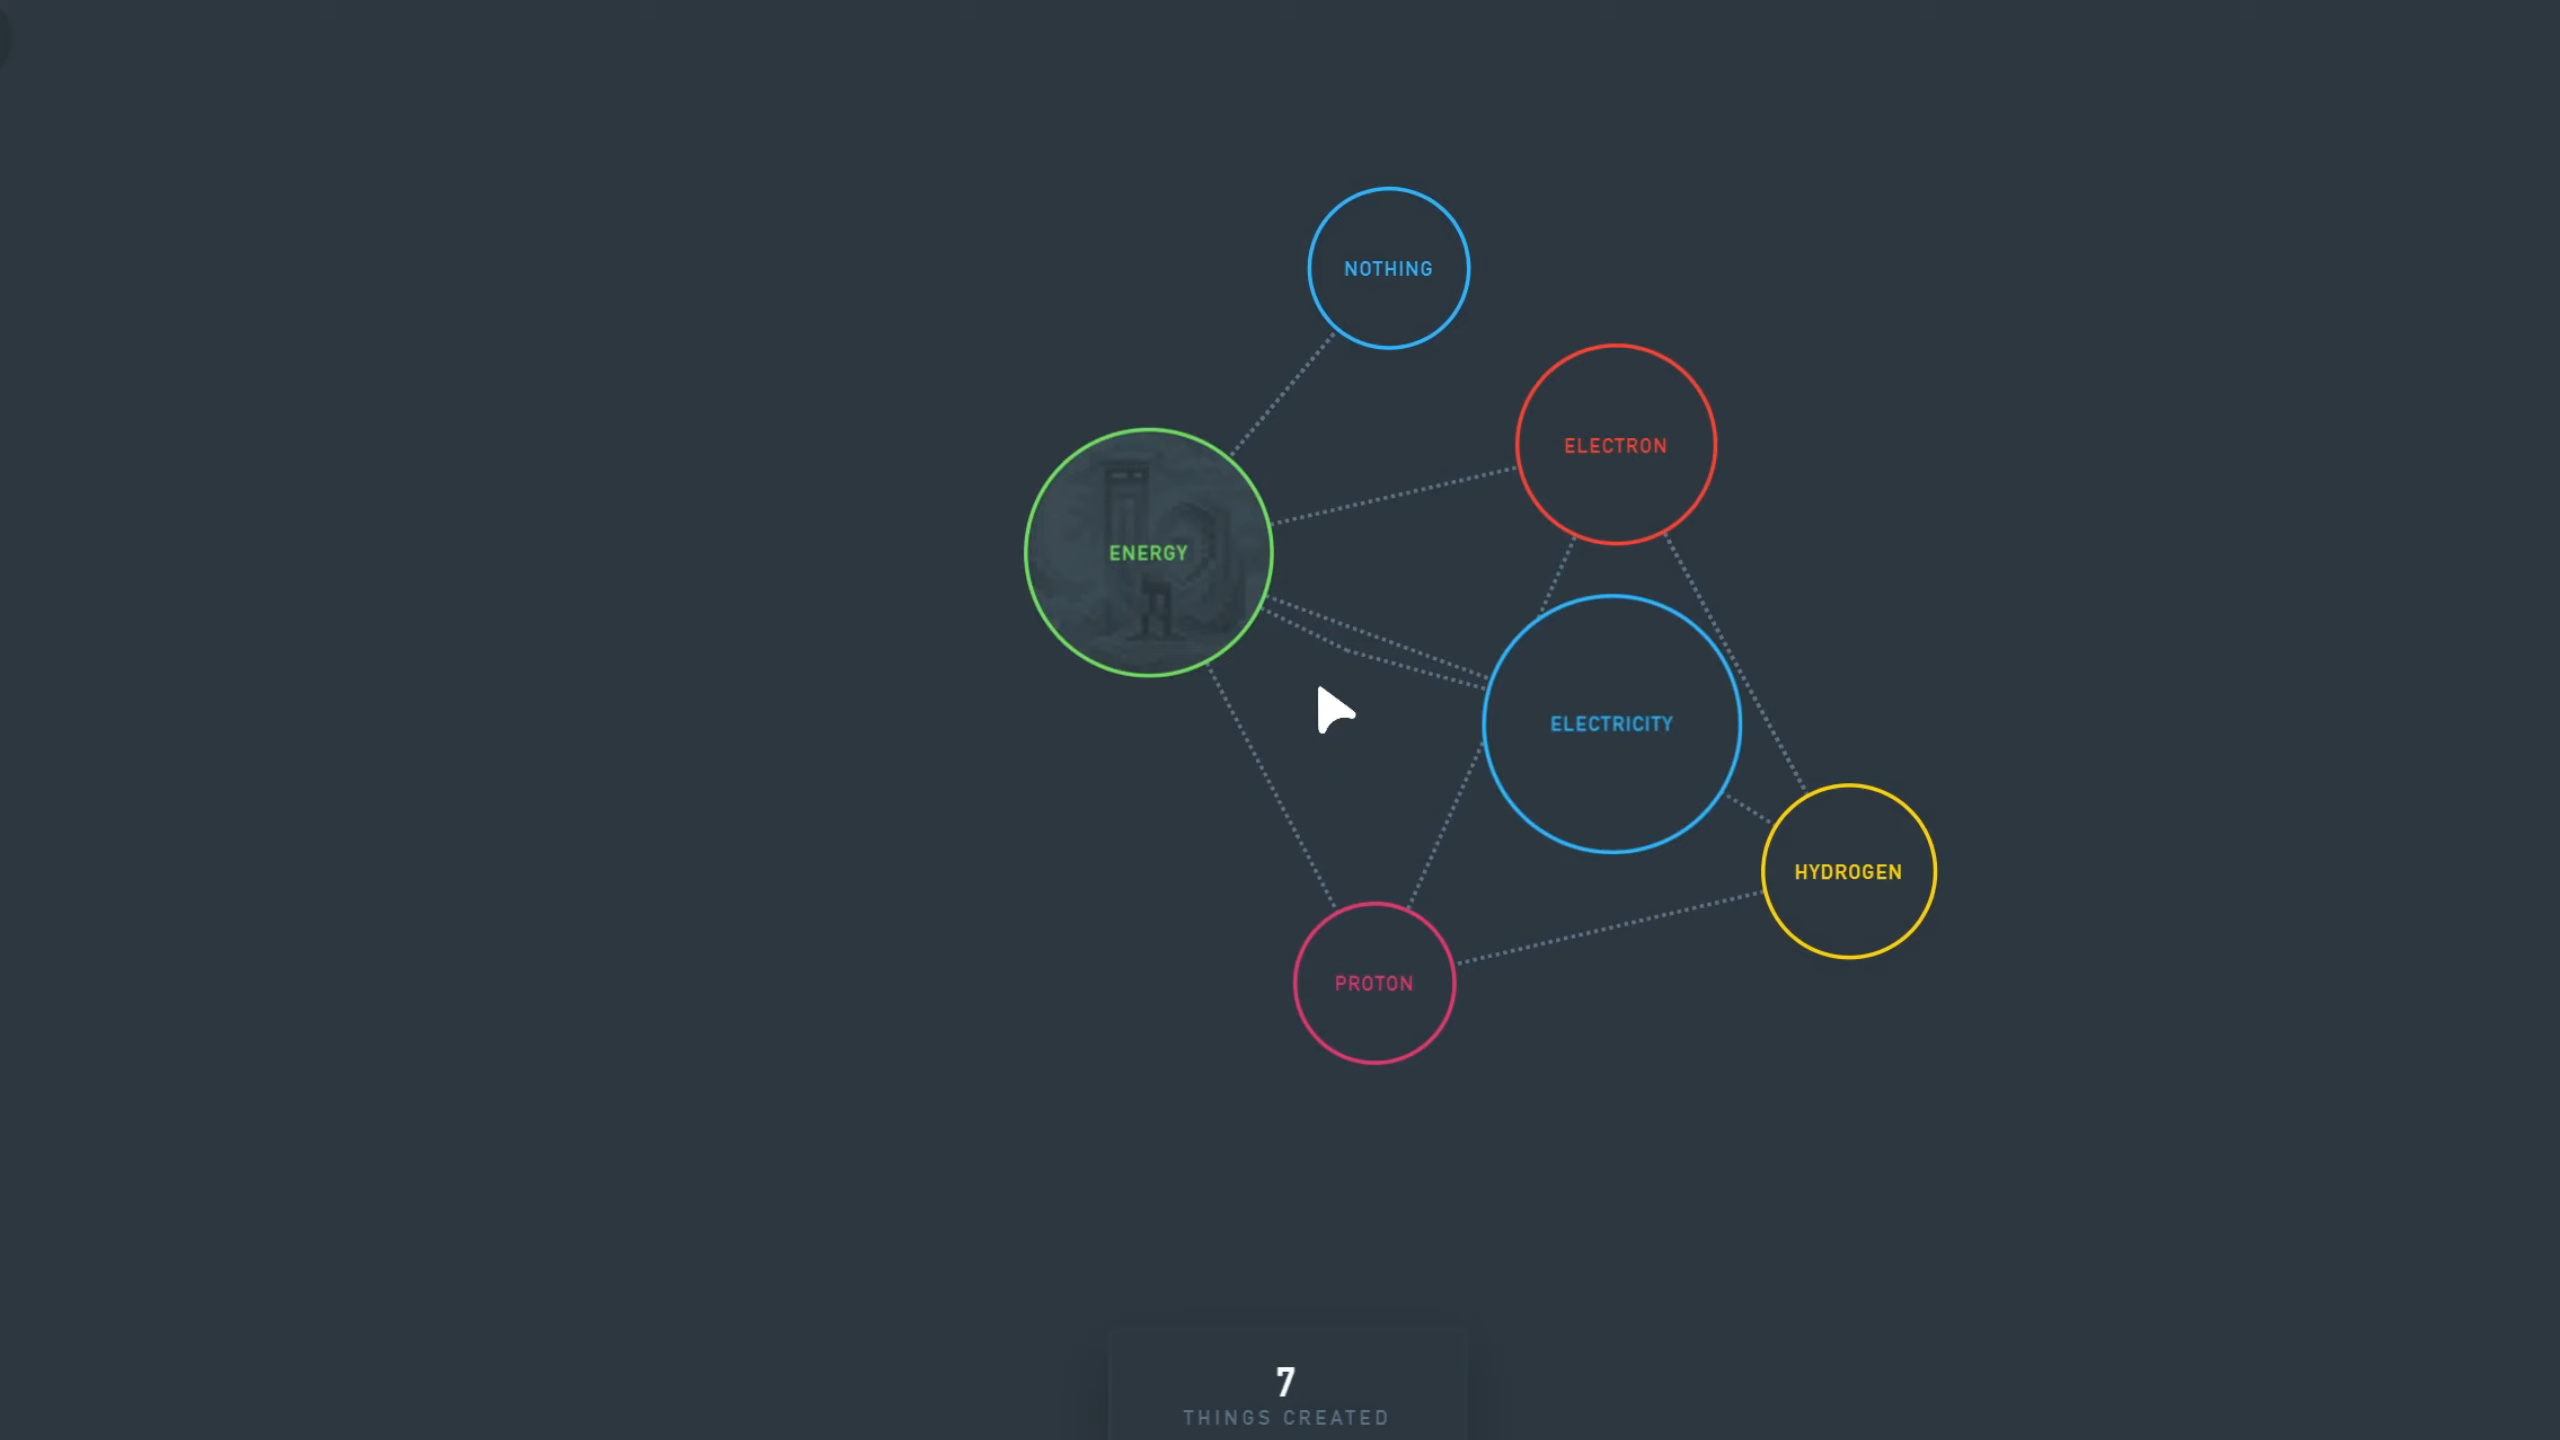 NOTHING
ELECTRON
ENERGY
ELECTRICITY
HYDROGEN
PROTON
7
THINGS CREATED